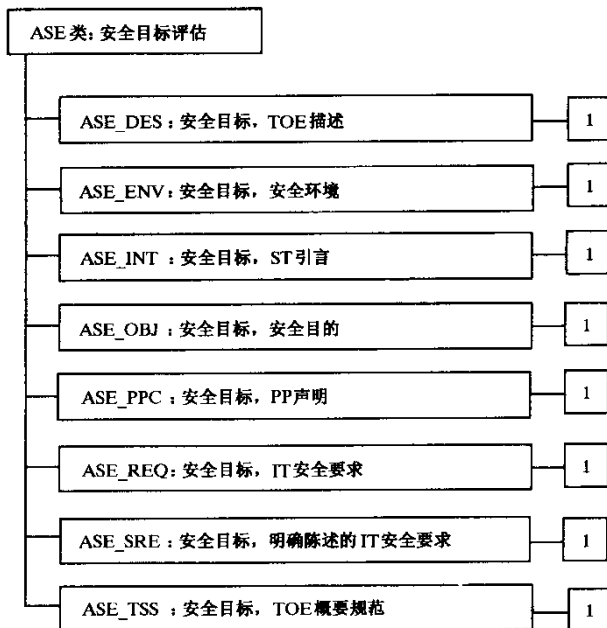 ASE类：安全目标评估
ASE_DES：安全目标，TOE描述 1
ASE_ENV：安全目标，安全环境 1
ASE_INT：安全目标，ST引言 1
ASE_OBJ：安全目标，安全目的 1
ASE_PPC：安全目标，PP声明 1
ASE_REQ：安全目标，IT安全要求 1
ASE_SRE：安全目标，明确陈述的IT安全要求 1
ASE_TSS：安全目标，TOE概要规范 1